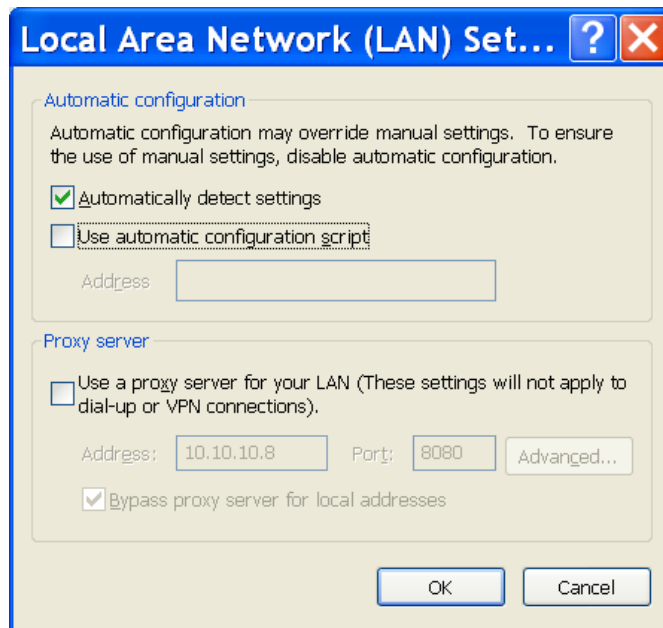 Local Area Network (LAN) Set...
Automatic configuration
Automatic configuration may override manual settings. To ensure
the use of manual settings, disable automatic configuration.
Automatically detect settings
Use automatic configuration script
Address
Proxy server
Use a proxy server for your LAN (These settings will not apply to
dial-up or VPN connections).
Address: 10.10.10.8 Port: 8080 Advanced...
Bypass proxy server for local addresses
OK Cancel